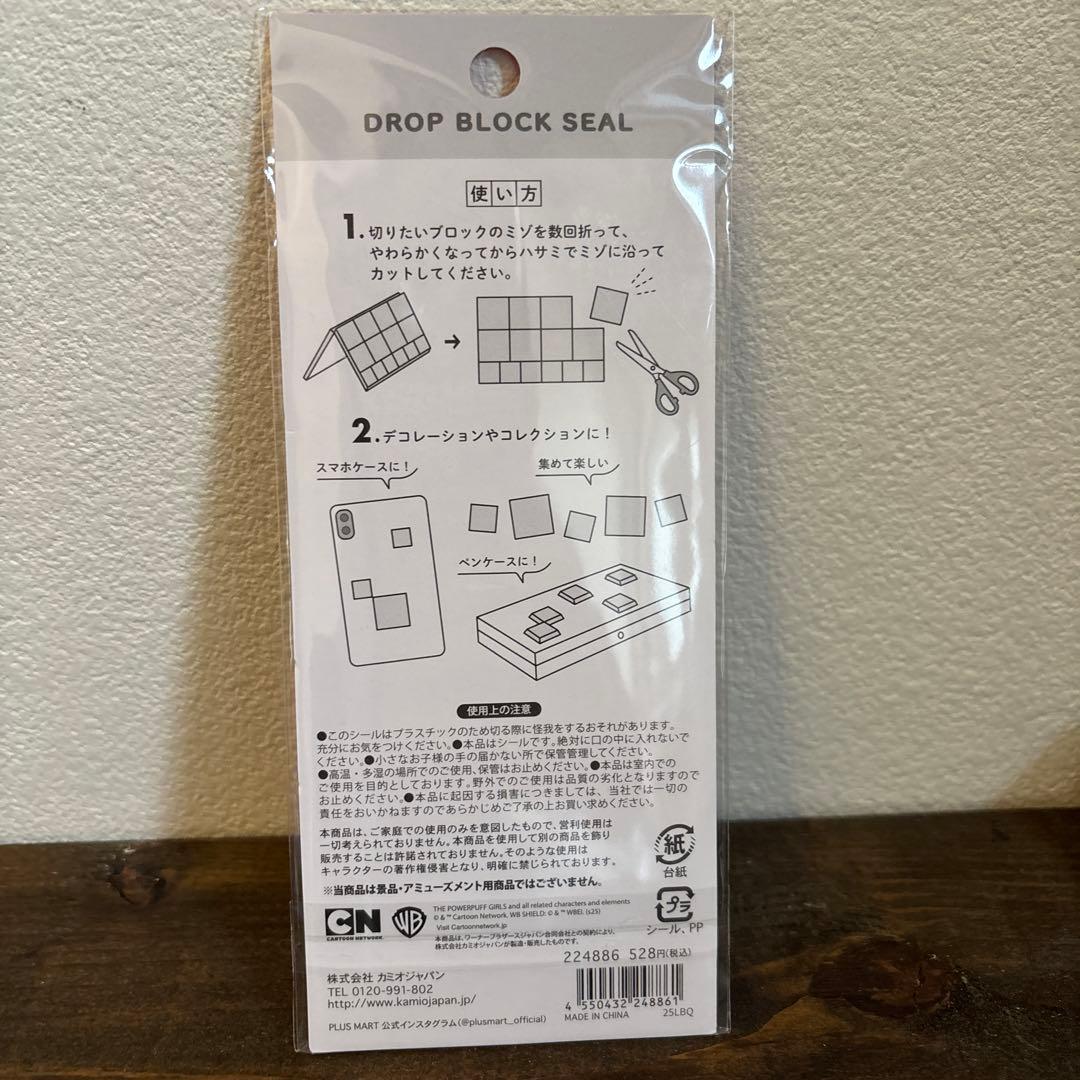 DROP BLOCK SEAL
使い方
1.切りたいブロックのミゾを数回折って、
やわらかくなってからハサミでミゾに沿って
カットしてください。
2.デコレーションやコレクションに!
スマホケースに!
集めて楽しい
ペンケースに!
使用上の注意
●このシールはプラスチックのため切る際に怪我をするおそれがあります。
充分にお気をつけください。●本品はシールです。絶対に口の中に入れないで
ください。●小さなお子様の手の届かない所で保管管理してください。
●高温・多湿の場所でのご使用、保管はお止めください。●本品は室内での
ご使用を目的としております。野外でのご使用は品質の劣化となりますので
お止めください。●本品に起因する損害につきましては、当社では一切の
責任をおいかねますのであらかじめご了承の上お買い求めください。
本商品は、ご家庭での使用のみを意図したもので、営利使用は
一切考えられておりません。本商品を使用して別の商品を飾り
販売することは許諾されておりません。そのような使用は
キャラクターの著作権侵害となり、明確に禁じられております。
※当商品は景品・アミューズメント用商品ではございません。
紙
台紙
プラ
シール、PP
CN
CARTOON NETWORK
WB
THE POWERPUFF GIRLS and all related characters and elements
© & ™ Cartoon Network. WB SHIELD: © & ™ WBEI. (s25)
Visit Cartoonnetwork.jp
本商品は、ワーナーブラザースジャパン合同会社との契約により、
株式会社カミオジャパンが製造・販売したものです。
224886 528円(税込)
株式会社 カミオジャパン
TEL 0120-991-802
http://www.kamiojapan.jp/
PLUS MART 公式インスタグラム(@plusmart_official)
4 550432 248861
MADE IN CHINA 25LBQ